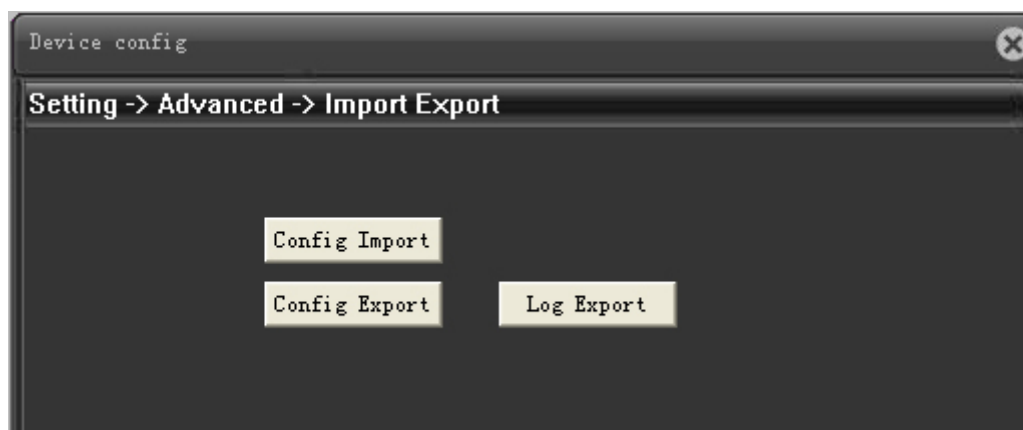 Device config
Setting -> Advanced -> Import Export
Config Import
Config Export
Log Export